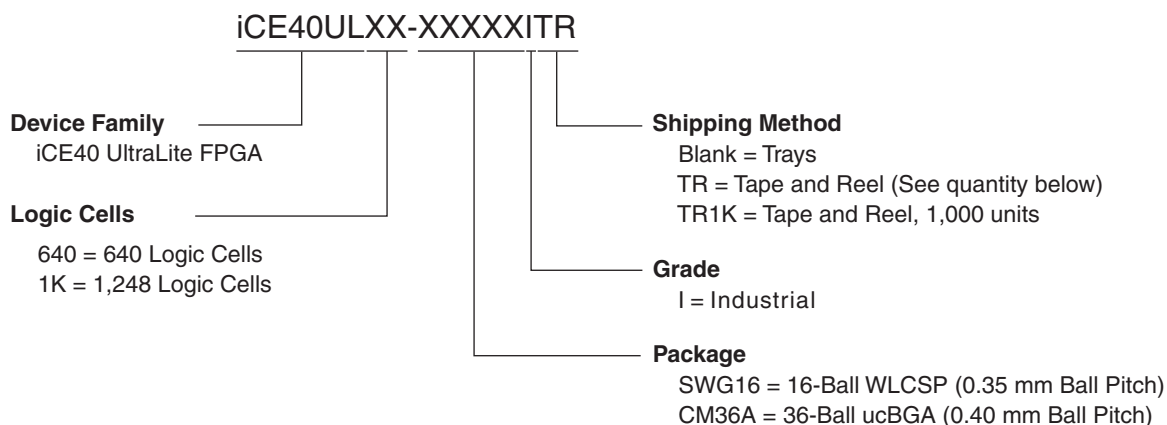 iCE40ULXX-XXXXXITR
Device Family
iCE40 UltraLite FPGA
Logic Cells
640 = 640 Logic Cells
1K = 1,248 Logic Cells
Shipping Method
Blank = Trays
TR = Tape and Reel (See quantity below)
TR1K = Tape and Reel, 1,000 units
Grade
I = Industrial
Package
SWG16 = 16-Ball WLCSP (0.35 mm Ball Pitch)
CM36A = 36-Ball ucBGA (0.40 mm Ball Pitch)